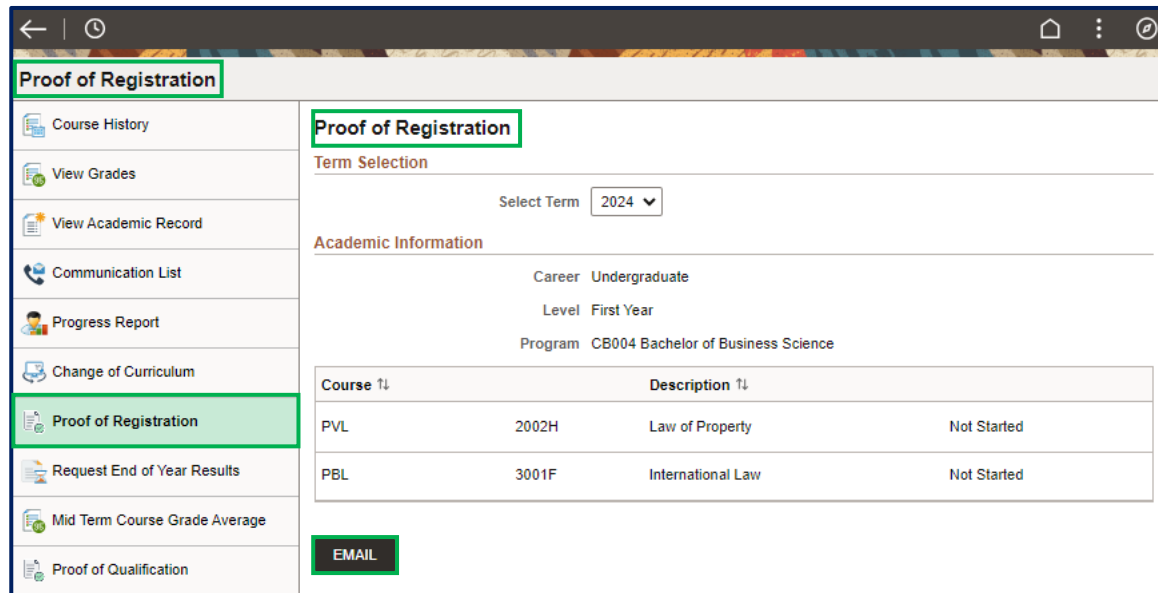 Proof of Registration
Course History
View Grades
View Academic Record
Communication List
Progress Report
Change of Curriculum
Proof of Registration
Request End of Year Results
Mid Term Course Grade Average
Proof of Qualification
Proof of Registration
Term Selection
Select Term 2024
Academic Information
Career Undergraduate
Level First Year
Program CB004 Bachelor of Business Science
Course Description
PVL 2002H Law of Property Not Started
PBL 3001F International Law Not Started
EMAIL